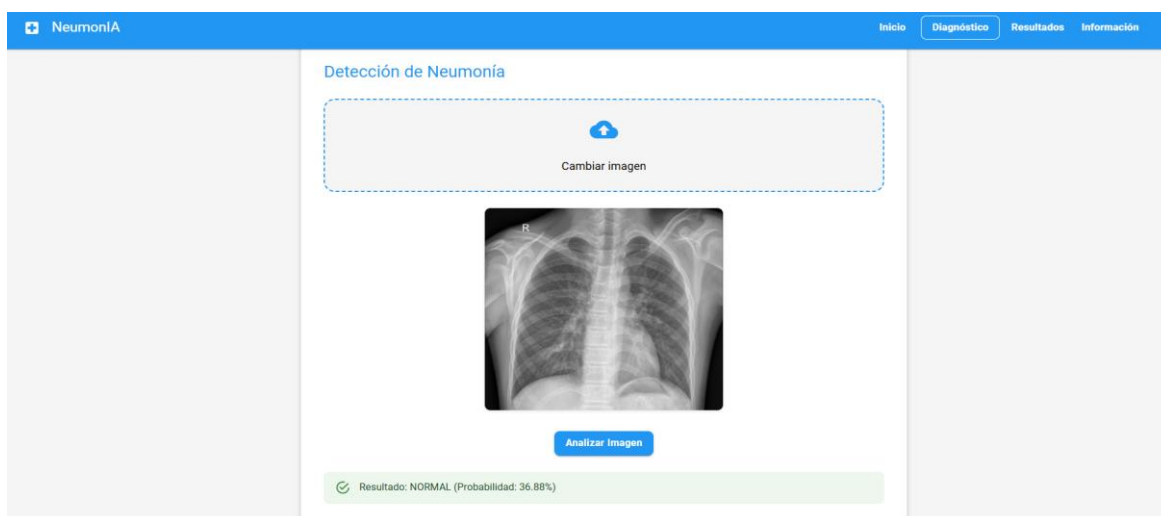 NeumonIA
Inicio
Diagnóstico
Resultados
Información
Detección de Neumonía
Cambiar imagen
R
Analizar Imagen
Resultado: NORMAL (Probabilidad: 36.88%)